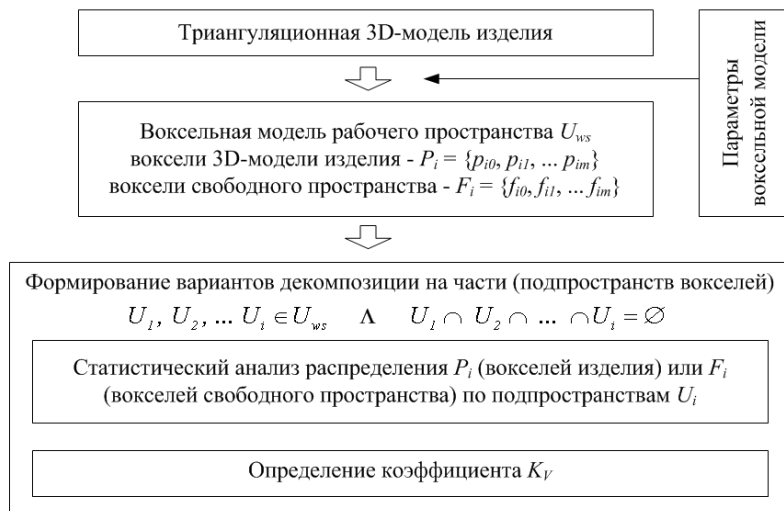 Триангуляционная 3D-модель изделия
Параметры
воксельной модели
Воксельная модель рабочего пространства U_ws
воксели 3D-модели изделия - P_i = {p_i0, p_i1, ... p_im}
воксели свободного пространства - F_i = {f_i0, f_i1, ... f_im}
Формирование вариантов декомпозиции на части (подпространств вокселей)
U_1, U_2, ... U_i ∈ U_ws Λ U_1 ∩ U_2 ∩ ... ∩ U_i = ∅
Статистический анализ распределения P_i (вокселей изделия) или F_i
(вокселей свободного пространства) по подпространствам U_i
Определение коэффициента K_V